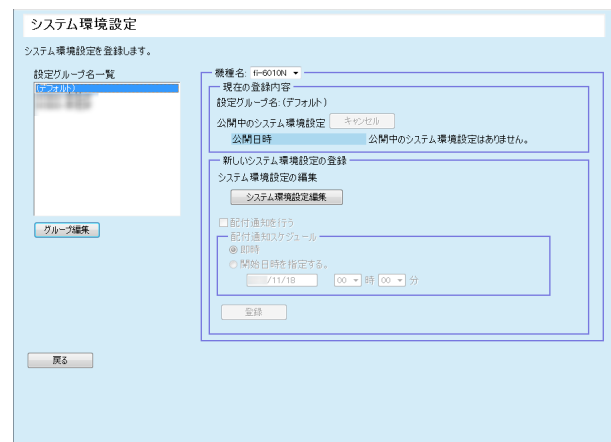 システム環境設定
システム環境設定を登録します。
設定グループ名一覧
(デフォルト)
グループ編集
機種名: fi-6010N
現在の登録内容
設定グループ名: (デフォルト)
公開中のシステム環境設定 キャンセル
公開日時 公開中のシステム環境設定はありません。
新しいシステム環境設定の登録
システム環境設定の編集
システム環境設定編集
配付通知を行う
配付通知スケジュール
即時
開始日時を指定する。
/11/18 00 時 00 分
登録
戻る